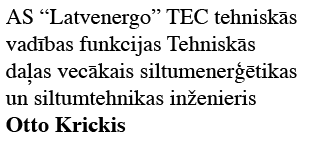 AS “Latvenergo” TEC tehniskās
vadības funkcijas Tehniskās
daļas vecākais siltumenerģētikas
un siltumtehnikas inženieris
Otto Krickis